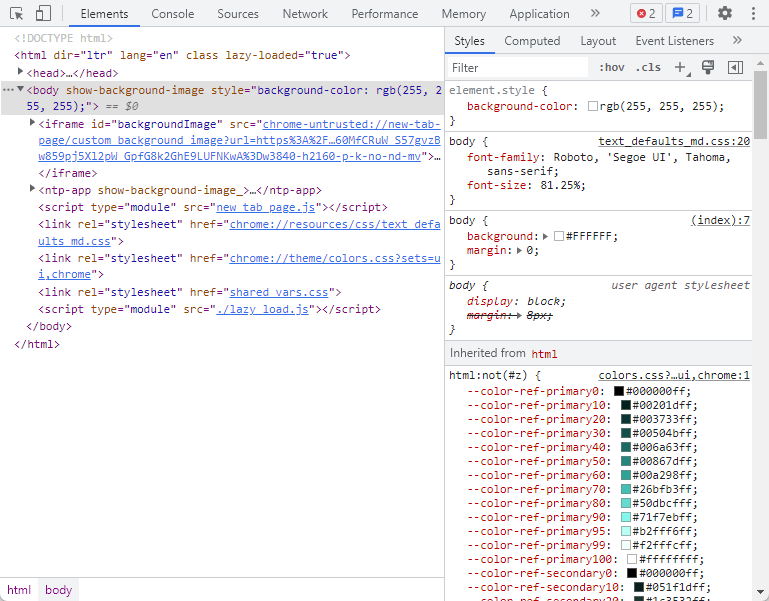 Elements Console Sources Network Performance Memory Application » 2 2
<!DOCTYPE html>
<html dir="ltr" lang="en" class lazy-loaded="true">
<head>…</head>
<body show-background-image style="background-color: rgb(255, 2
55, 255);"> == $0
<iframe id="backgroundImage" src="chrome-untrusted://new-tab-
page/custom_background_image?url=https%3A%2F…60MfCRuW_S57gvzB
w859pj5Xl2pW_GpfG8k2GhE9LUFNKwA%3Dw3840-h2160-p-k-no-nd-mv">…
</iframe>
<ntp-app show-background-image_>…</ntp-app>
<script type="module" src="new_tab_page.js"></script>
<link rel="stylesheet" href="chrome://resources/css/text_defa
ults_md.css">
<link rel="stylesheet" href="chrome://theme/colors.css?sets=u
i,chrome">
<link rel="stylesheet" href="shared_vars.css">
<script type="module" src="./lazy_load.js"></script>
</body>
</html>
html body
Styles Computed Layout Event Listeners »
Filter :hov .cls
element.style {
background-color: rgb(255, 255, 255);
}
body { text_defaults_md.css:20
font-family: Roboto, 'Segoe UI', Tahoma,
sans-serif;
font-size: 81.25%;
}
body { (index):7
background: #FFFFFF;
margin: 0;
}
body { user agent stylesheet
display: block;
margin: 8px;
}
Inherited from html
html:not(#z) { colors.css?…ui,chrome:1
--color-ref-primary0: #000000ff;
--color-ref-primary10: #00201dff;
--color-ref-primary20: #003733ff;
--color-ref-primary30: #00504bff;
--color-ref-primary40: #006a63ff;
--color-ref-primary50: #00867dff;
--color-ref-primary60: #00a298ff;
--color-ref-primary70: #26bfb3ff;
--color-ref-primary80: #50dbcfff;
--color-ref-primary90: #71f7ebff;
--color-ref-primary95: #b2fff6ff;
--color-ref-primary99: #f2fffcff;
--color-ref-primary100: #ffffffff;
--color-ref-secondary0: #000000ff;
--color-ref-secondary10: #051f1dff;
--color-ref-secondary20: #1c3532ff;